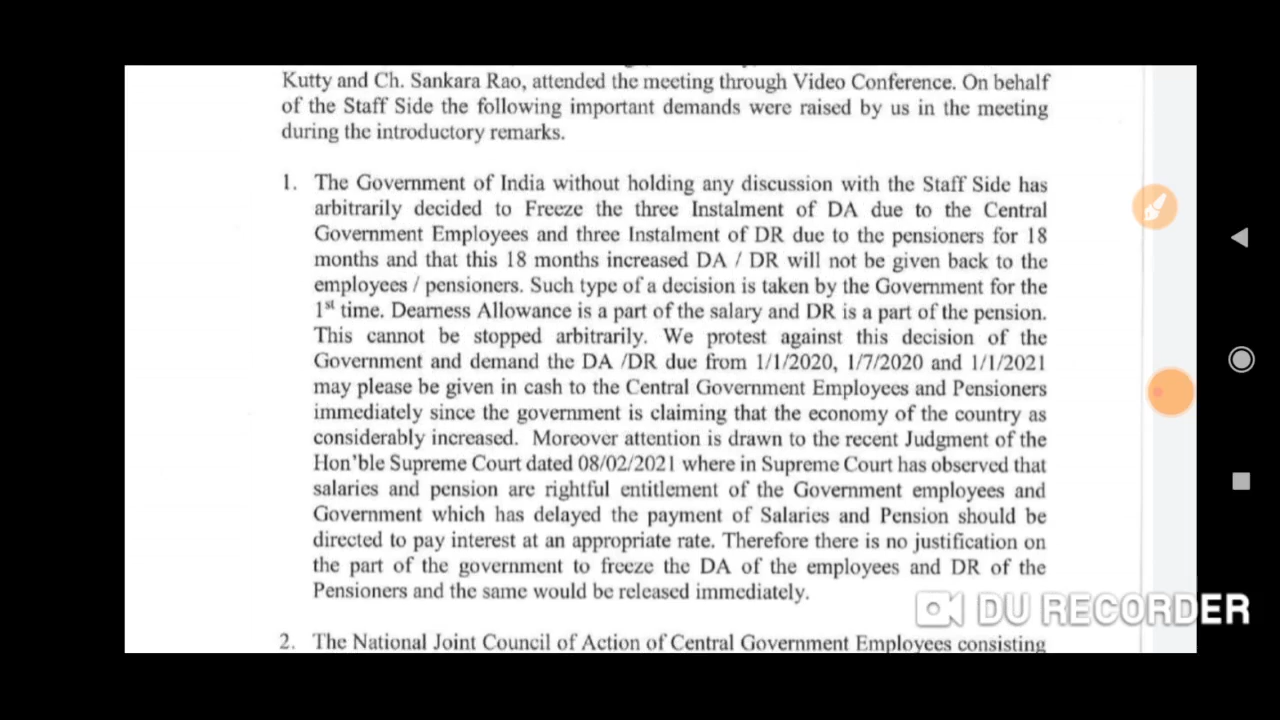 Kutty and Ch. Sankara Rao, attended the meeting through Video Conference. On behalf
of the Staff Side the following important demands were raised by us in the meeting
during the introductory remarks.
1. The Government of India without holding any discussion with the Staff Side has
arbitrarily decided to Freeze the three Instalment of DA due to the Central
Government Employees and three Instalment of DR due to the pensioners for 18
months and that this 18 months increased DA / DR will not be given back to the
employees / pensioners. Such type of a decision is taken by the Government for the
1st time. Dearness Allowance is a part of the salary and DR is a part of the pension.
This cannot be stopped arbitrarily. We protest against this decision of the
Government and demand the DA /DR due from 1/1/2020, 1/7/2020 and 1/1/2021
may please be given in cash to the Central Government Employees and Pensioners
immediately since the government is claiming that the economy of the country as
considerably increased. Moreover attention is drawn to the recent Judgment of the
Hon'ble Supreme Court dated 08/02/2021 where in Supreme Court has observed that
salaries and pension are rightful entitlement of the Government employees and
Government which has delayed the payment of Salaries and Pension should be
directed to pay interest at an appropriate rate. Therefore there is no justification on
the part of the government to freeze the DA of the employees and DR of the
Pensioners and the same would be released immediately.
DU RECORDER
2. The National Joint Council of Action of Central Government Employees consisting